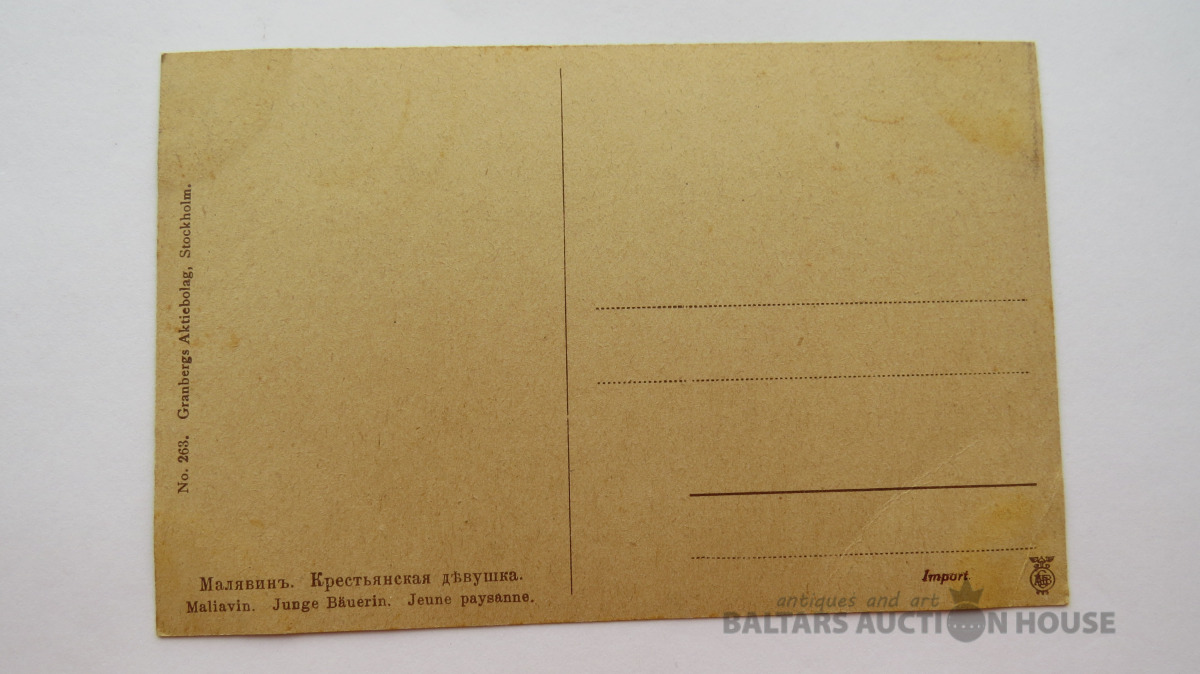 No. 263. Granbergs Aktiebolag, Stockholm.
Малявинъ. Крестьянская дѣвушка.
Maliavin. Junge Bäuerin. Jeune paysanne.
Import.
antiques and art
BALTARS AUCTION HOUSE